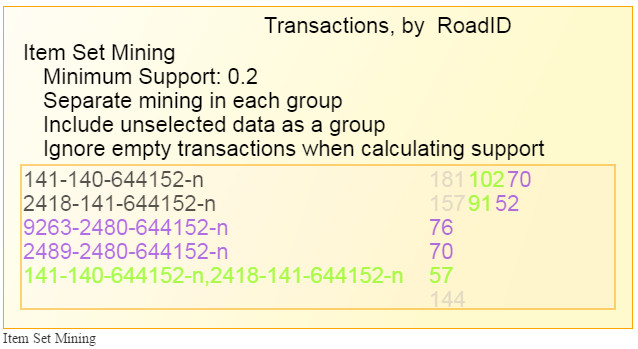 Transactions, by RoadID
Item Set Mining
Minimum Support: 0.2
Separate mining in each group
Include unselected data as a group
Ignore empty transactions when calculating support
141-140-644152-n 181 102 70
2418-141-644152-n 157 91 52
9263-2480-644152-n 76
2489-2480-644152-n 70
141-140-644152-n,2418-141-644152-n 57
144
Item Set Mining